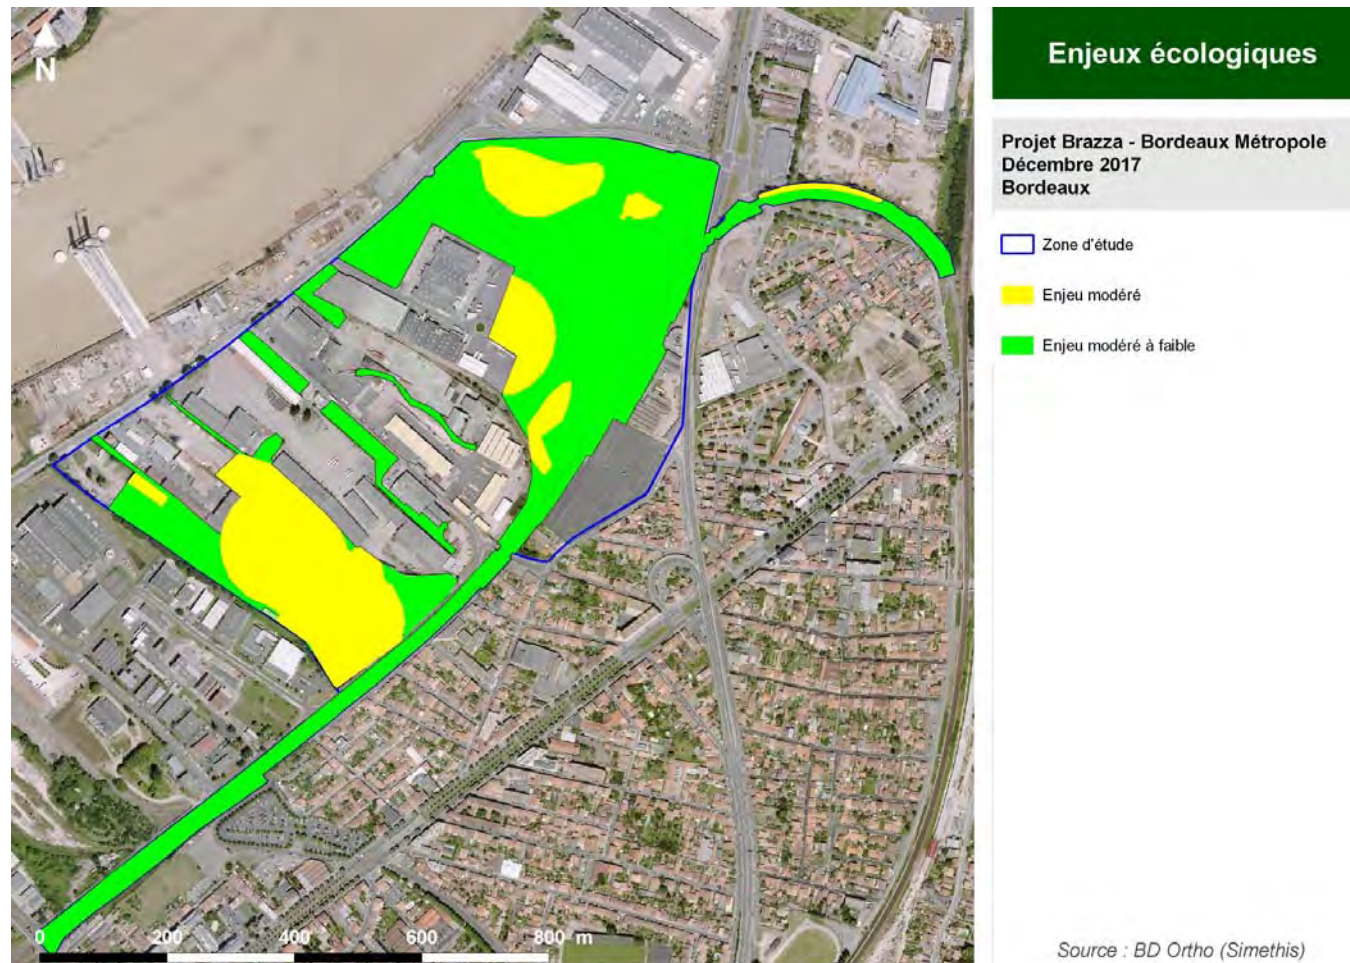 N
Enjeux écologiques
Projet Brazza - Bordeaux Métropole
Décembre 2017
Bordeaux
Zone d'étude
Enjeu modéré
Enjeu modéré à faible
0 200 400 600 800 m
Source : BD Ortho (Simethis)